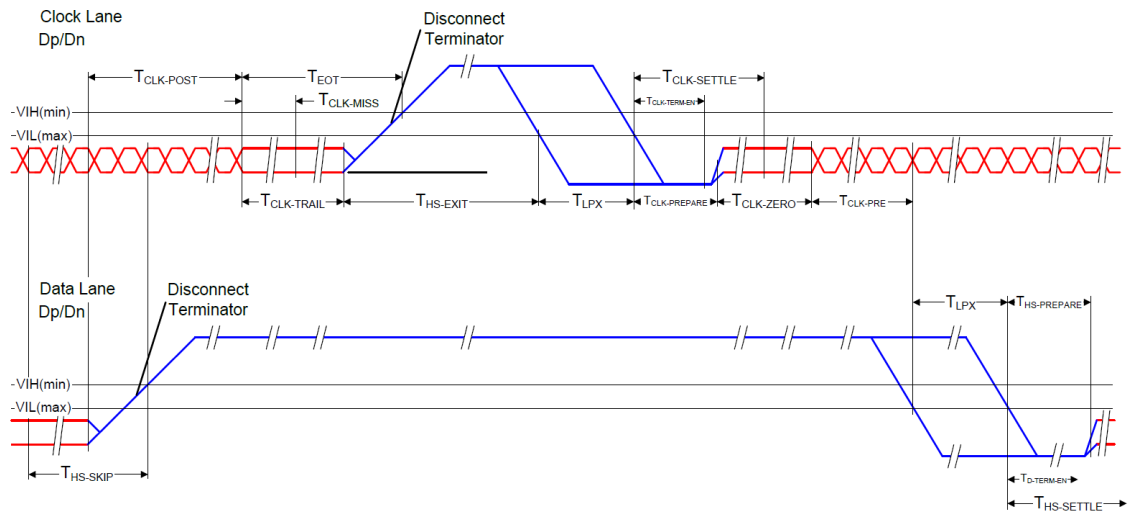 Clock Lane
Dp/Dn
Disconnect
Terminator
TCLK-POST
TEOT
TCLK-SETTLE
TCLK-MISS
TCLK-TERM-EN
VIH(min)
VIL(max)
TCLK-TRAIL
THS-EXIT
TLPX
TCLK-PREPARE
TCLK-ZERO
TCLK-PRE
Data Lane
Dp/Dn
Disconnect
Terminator
TLPX
THS-PREPARE
VIH(min)
VIL(max)
THS-SKIP
TD-TERM-EN
THS-SETTLE